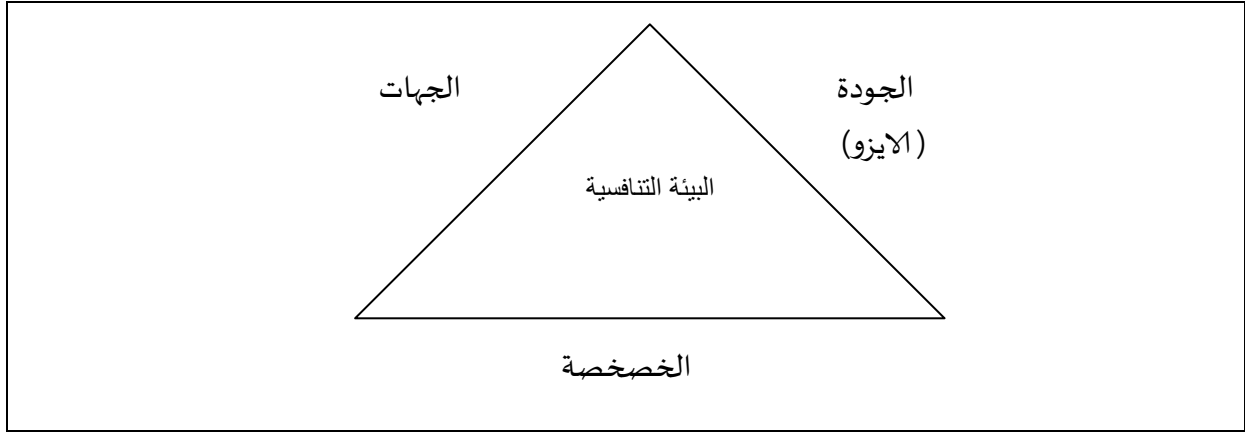 الجودة
(الايزو)
الجهات
البيئة التنافسية
الخصخصة